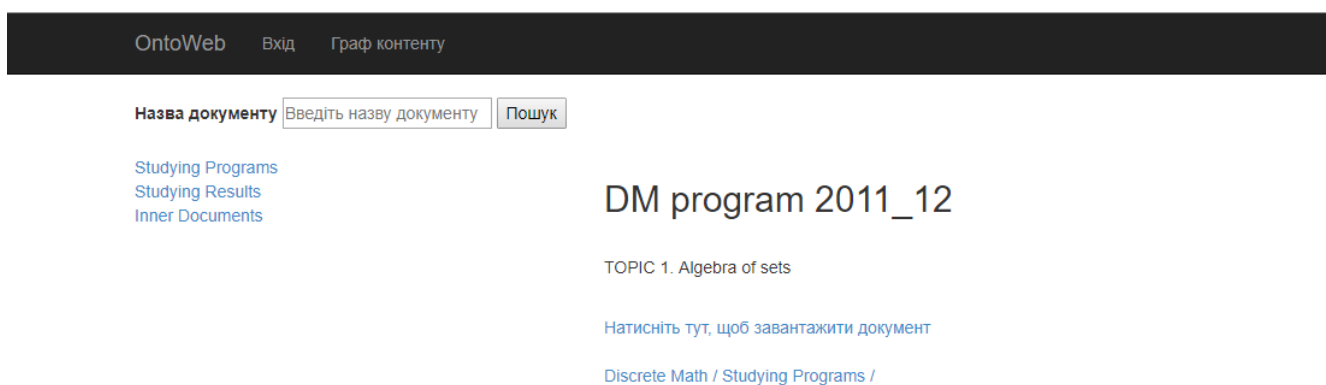 OntoWeb Вхід Граф контенту
Назва документу Введіть назву документу Пошук
Studying Programs
Studying Results
Inner Documents
DM program 2011_12
TOPIC 1. Algebra of sets
Натисніть тут, щоб завантажити документ
Discrete Math / Studying Programs /